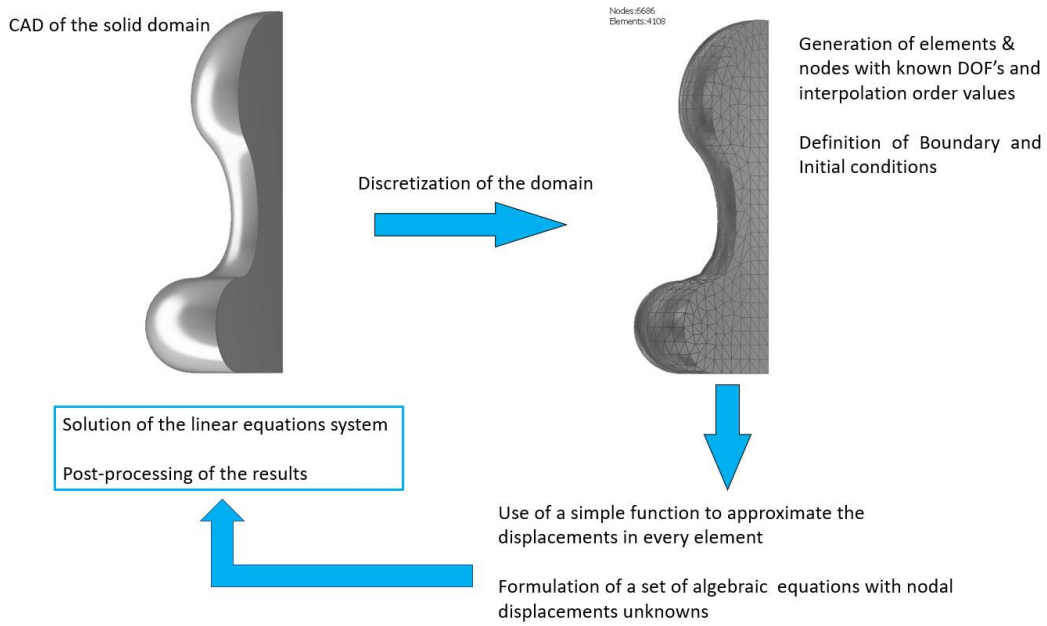 CAD of the solid domain
Nodes:6686
Elements:4108
Generation of elements &
nodes with known DOF's and
interpolation order values
Definition of Boundary and
Initial conditions
Discretization of the domain
Use of a simple function to approximate the
displacements in every element
Formulation of a set of algebraic equations with nodal
displacements unknowns
Solution of the linear equations system
Post-processing of the results